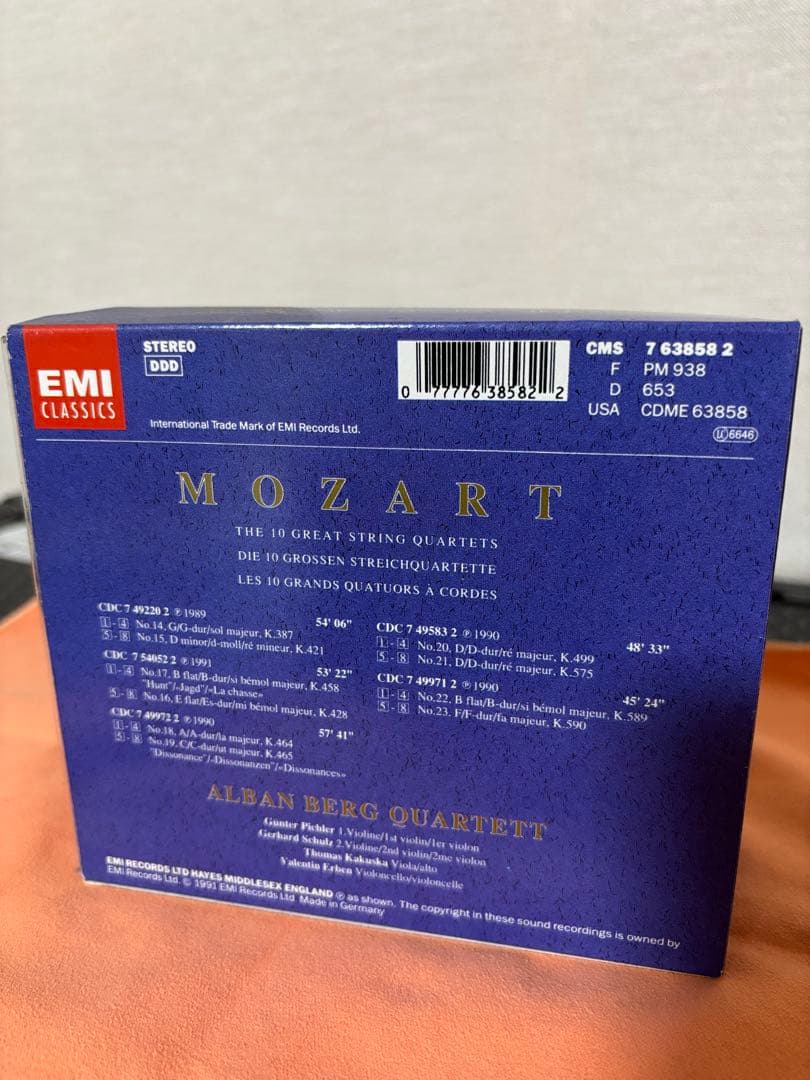 EMI
CLASSICS
STEREO
DDD
International Trade Mark of EMI Records Ltd.
0 77776 38582 2
CMS 7 63858 2
F PM 938
D 653
USA CDME 63858
LC 6646
MOZART
THE 10 GREAT STRING QUARTETS
DIE 10 GROSSEN STREICHQUARTETTE
LES 10 GRANDS QUATUORS À CORDES
CDC 7 49220 2 ℗ 1989
54' 06"
1 - 4 No.14, G/G-dur/sol majeur, K.387
5 - 8 No.15, D minor/d-moll/ré mineur, K.421
CDC 7 54052 2 ℗ 1991
53' 22"
1 - 4 No.17, B flat/B-dur/si bémol majeur, K.458
"Hunt"/„Jagd"/«La chasse»
5 - 8 No.16, E flat/Es-dur/mi bémol majeur, K.428
CDC 7 49972 2 ℗ 1990
57' 41"
1 - 4 No.18, A/A-dur/la majeur, K.464
5 - 8 No.19, C/C-dur/ut majeur, K.465
"Dissonance"/„Dissonanzen"/«Dissonances»
CDC 7 49583 2 ℗ 1990
48' 33"
1 - 4 No.20, D/D-dur/ré majeur, K.499
5 - 8 No.21, D/D-dur/ré majeur, K.575
CDC 7 49971 2 ℗ 1990
45' 24"
1 - 4 No.22, B flat/B-dur/si bémol majeur, K.589
5 - 8 No.23, F/F-dur/fa majeur, K.590
ALBAN BERG QUARTETT
Günter Pichler 1.Violine/1st violin/1er violon
Gerhard Schulz 2.Violine/2nd violin/2me violon
Thomas Kakuska Viola/alto
Valentin Erben Violoncello/violoncelle
EMI RECORDS LTD HAYES MIDDLESEX ENGLAND ℗ as shown. The copyright in these sound recordings is owned by
EMI Records Ltd. © 1991 EMI Records Ltd. Made in Germany